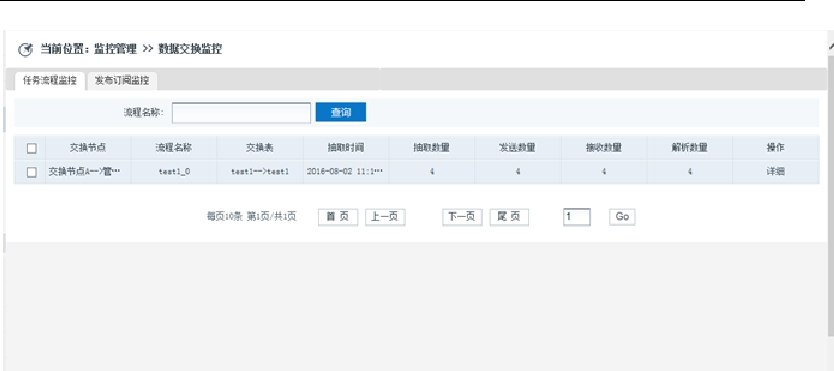 当前位置：监控管理 >> 数据交换监控
任务流程监控 发布订阅监控
流程名称: 查询
交换节点 流程名称 交换表 抽取时间 抽取数量 发送数量 接收数量 解析数量 操作
交换节点A-->管··· test1_0 test1-->test1 2016-08-02 11:1··· 4 4 4 4 详细
每页10条 第1页/共1页 首 页 上一页 下一页 尾 页 1 Go